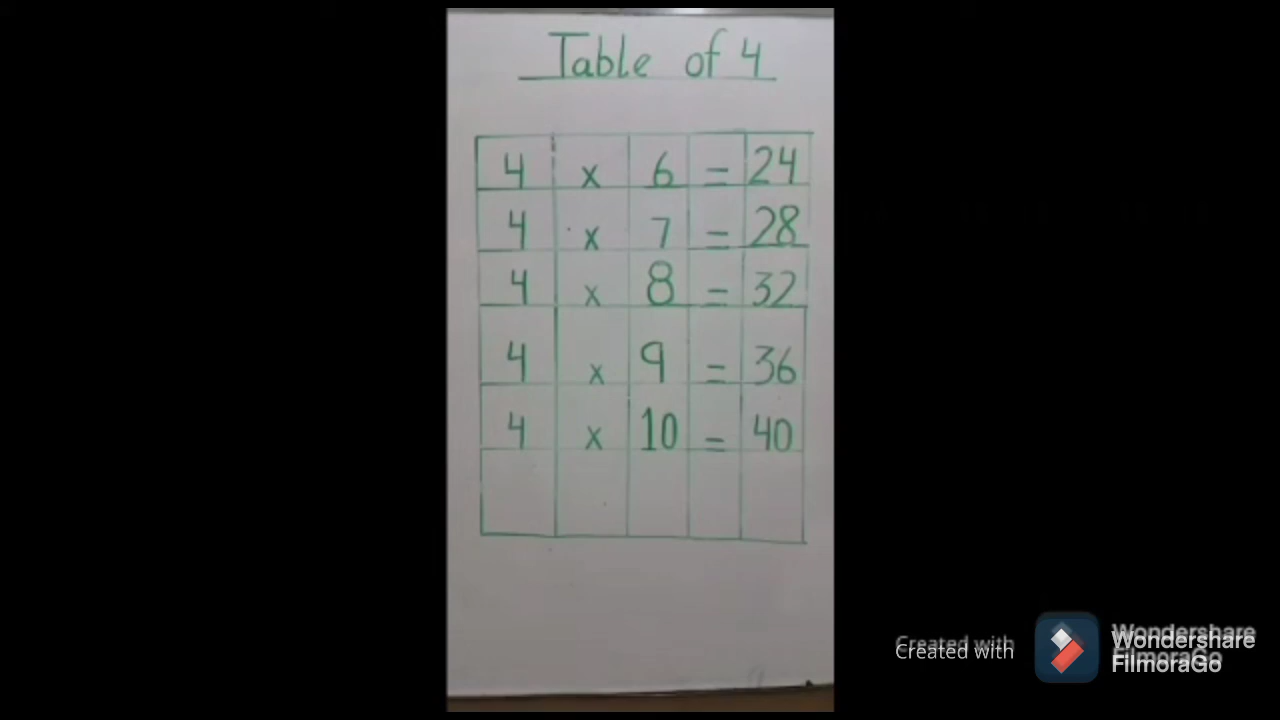 Table of 4
4 x 6 = 24
4 x 7 = 28
4 x 8 = 32
4 x 9 = 36
4 x 10 = 40
Created with
Wondershare
FilmoraGo